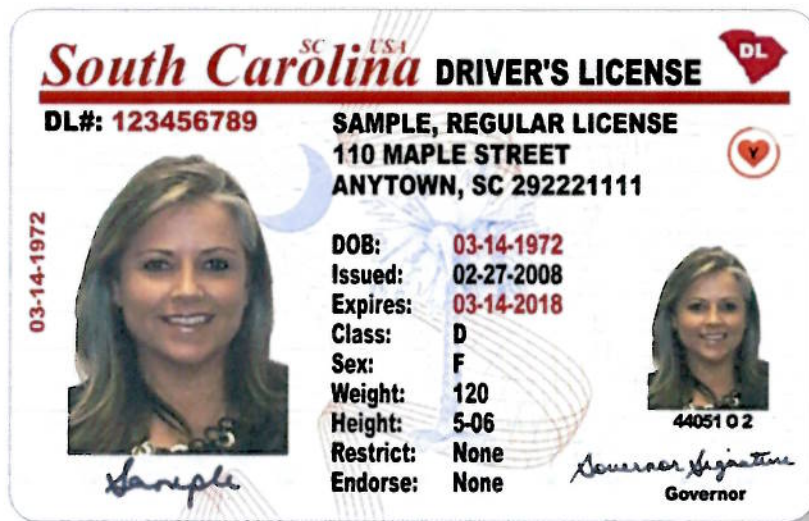 SC USA
South Carolina DRIVER'S LICENSE
DL
DL#: 123456789
SAMPLE, REGULAR LICENSE
110 MAPLE STREET
ANYTOWN, SC 292221111
Y
03-14-1972
DOB: 03-14-1972
Issued: 02-27-2008
Expires: 03-14-2018
Class: D
Sex: F
Weight: 120
Height: 5-06
Restrict: None
Endorse: None
44051 O 2
Sample
Governor Signature
Governor